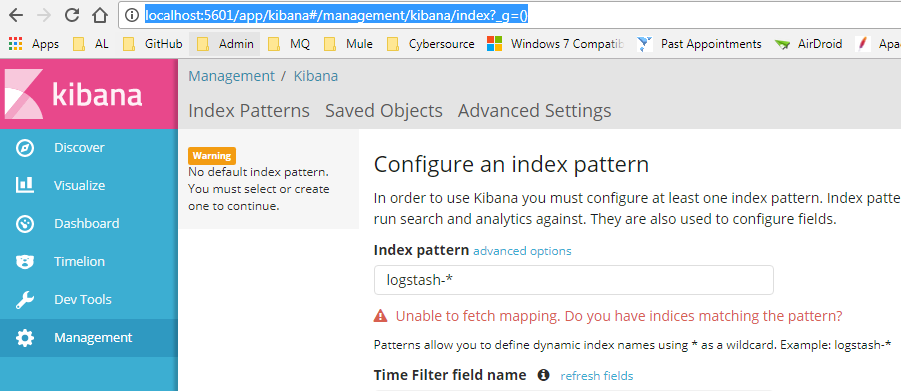 localhost:5601/app/kibana#/management/kibana/index?_g=()
Apps AL GitHub Admin MQ Mule Cybersource Windows 7 Compatib Past Appointments AirDroid Apa
kibana
Management / Kibana
Index Patterns Saved Objects Advanced Settings
Discover
Visualize
Dashboard
Timelion
Dev Tools
Management
Warning
No default index pattern.
You must select or create
one to continue.
Configure an index pattern
In order to use Kibana you must configure at least one index pattern. Index patte
run search and analytics against. They are also used to configure fields.
Index pattern advanced options
logstash-*
Unable to fetch mapping. Do you have indices matching the pattern?
Patterns allow you to define dynamic index names using * as a wildcard. Example: logstash-*
Time Filter field name refresh fields